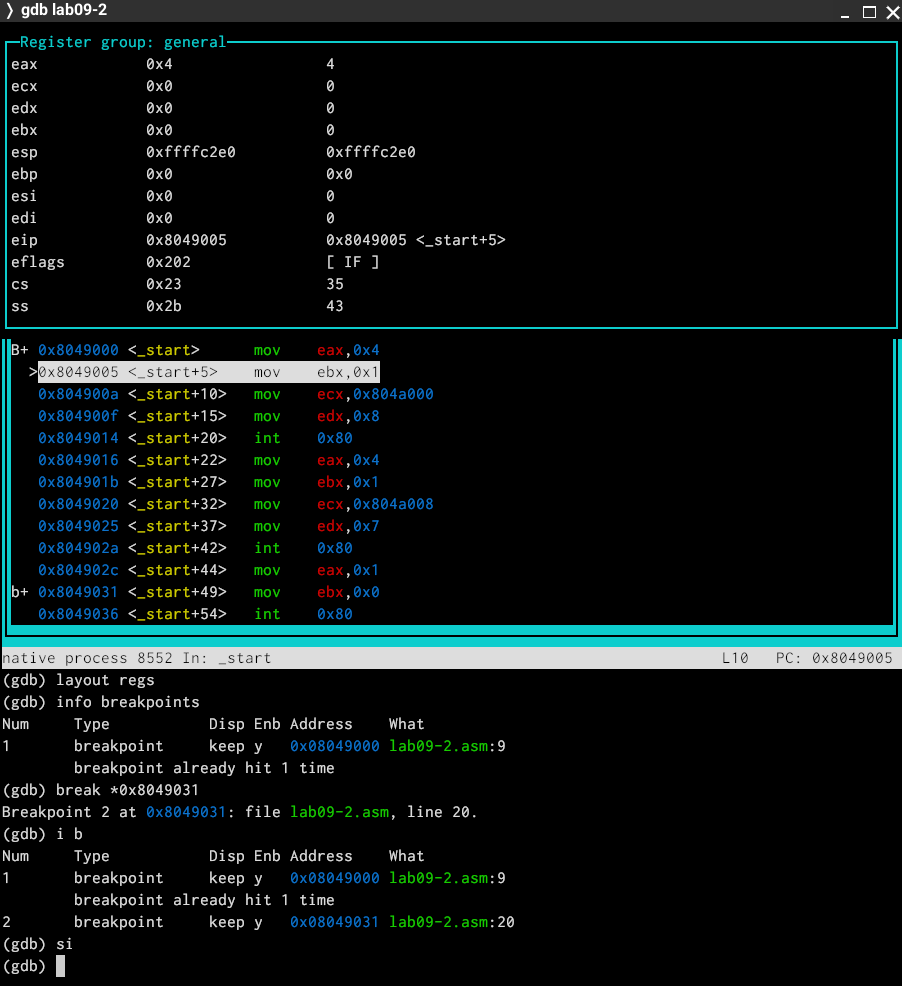 ❭ gdb lab09-2
Register group: general
eax 0x4 4
ecx 0x0 0
edx 0x0 0
ebx 0x0 0
esp 0xffffc2e0 0xffffc2e0
ebp 0x0 0x0
esi 0x0 0
edi 0x0 0
eip 0x8049005 0x8049005 <_start+5>
eflags 0x202 [ IF ]
cs 0x23 35
ss 0x2b 43
B+ 0x8049000 <_start> mov eax,0x4
>0x8049005 <_start+5> mov ebx,0x1
0x804900a <_start+10> mov ecx,0x804a000
0x804900f <_start+15> mov edx,0x8
0x8049014 <_start+20> int 0x80
0x8049016 <_start+22> mov eax,0x4
0x804901b <_start+27> mov ebx,0x1
0x8049020 <_start+32> mov ecx,0x804a008
0x8049025 <_start+37> mov edx,0x7
0x804902a <_start+42> int 0x80
0x804902c <_start+44> mov eax,0x1
b+ 0x8049031 <_start+49> mov ebx,0x0
0x8049036 <_start+54> int 0x80
native process 8552 In: _start L10 PC: 0x8049005
(gdb) layout regs
(gdb) info breakpoints
Num Type Disp Enb Address What
1 breakpoint keep y 0x08049000 lab09-2.asm:9
breakpoint already hit 1 time
(gdb) break *0x8049031
Breakpoint 2 at 0x8049031: file lab09-2.asm, line 20.
(gdb) i b
Num Type Disp Enb Address What
1 breakpoint keep y 0x08049000 lab09-2.asm:9
breakpoint already hit 1 time
2 breakpoint keep y 0x08049031 lab09-2.asm:20
(gdb) si
(gdb)